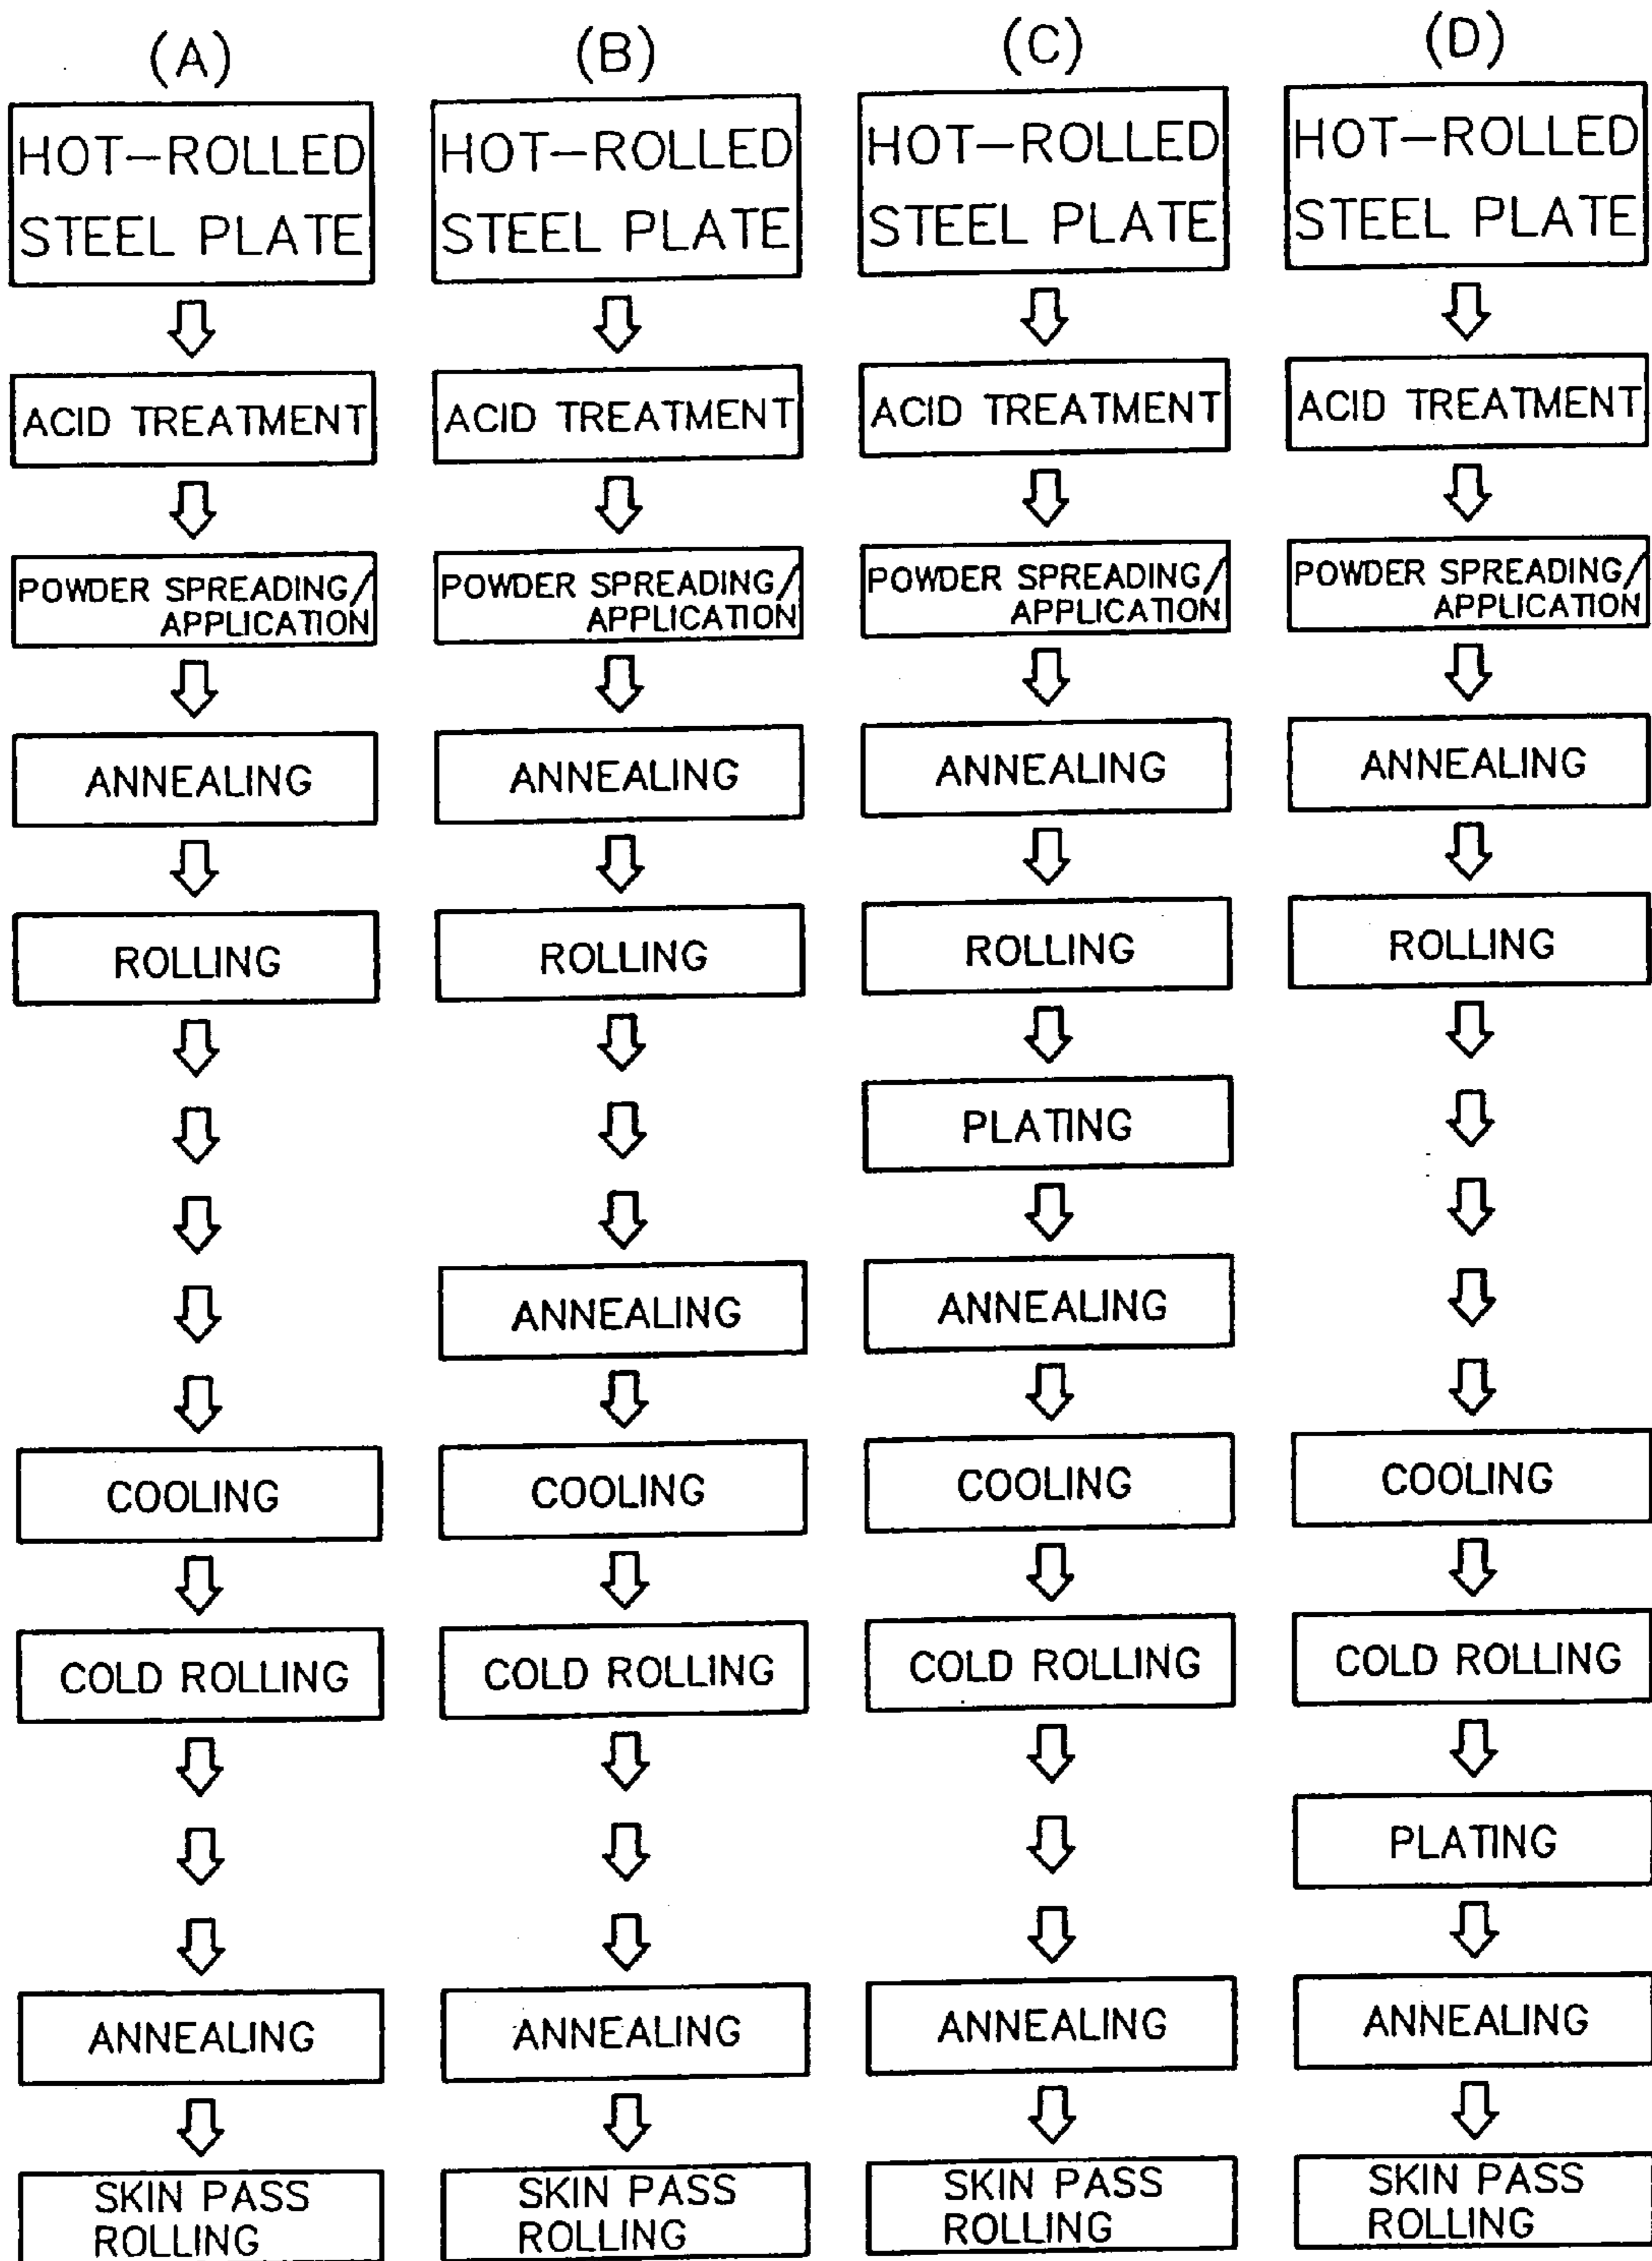 (A)
HOT-ROLLED
STEEL PLATE
ACID TREATMENT
POWDER SPREADING/
APPLICATION
ANNEALING
ROLLING
COOLING
COLD ROLLING
ANNEALING
SKIN PASS
ROLLING
(B)
HOT-ROLLED
STEEL PLATE
ACID TREATMENT
POWDER SPREADING/
APPLICATION
ANNEALING
ROLLING
ANNEALING
COOLING
COLD ROLLING
ANNEALING
SKIN PASS
ROLLING
(C)
HOT-ROLLED
STEEL PLATE
ACID TREATMENT
POWDER SPREADING/
APPLICATION
ANNEALING
ROLLING
PLATING
ANNEALING
COOLING
COLD ROLLING
ANNEALING
SKIN PASS
ROLLING
(D)
HOT-ROLLED
STEEL PLATE
ACID TREATMENT
POWDER SPREADING/
APPLICATION
ANNEALING
ROLLING
COOLING
COLD ROLLING
PLATING
ANNEALING
SKIN PASS
ROLLING